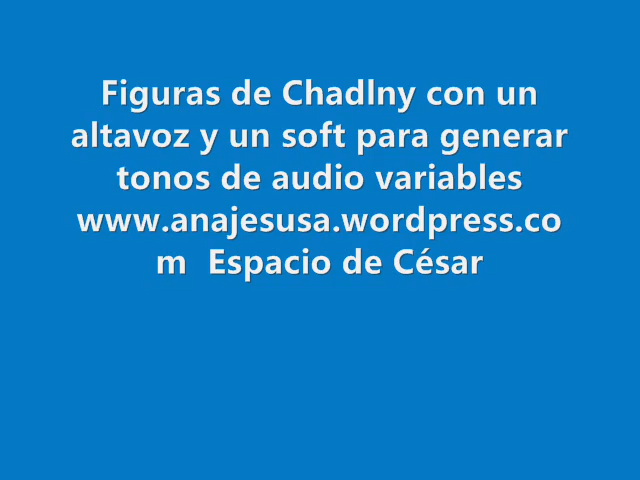 Figuras de Chadlny con un
altavoz y un soft para generar
tonos de audio variables
www.anajesusa.wordpress.co
m  Espacio de César